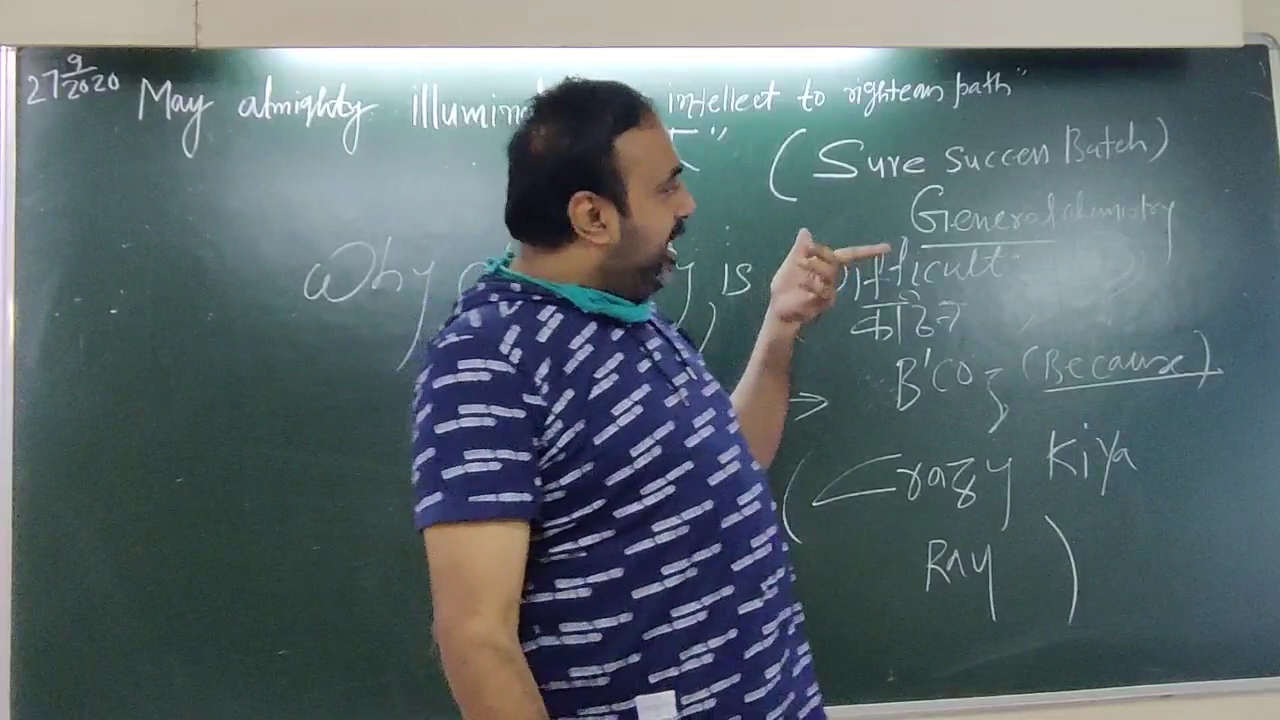 27 9/2020 May almighty illumin intellect to righteous path"
(Sure Success Batch)
General chemistry
Why is Difficult
कठिन
B'Coz (Because)
→ (Crazy Kiya
Ray)